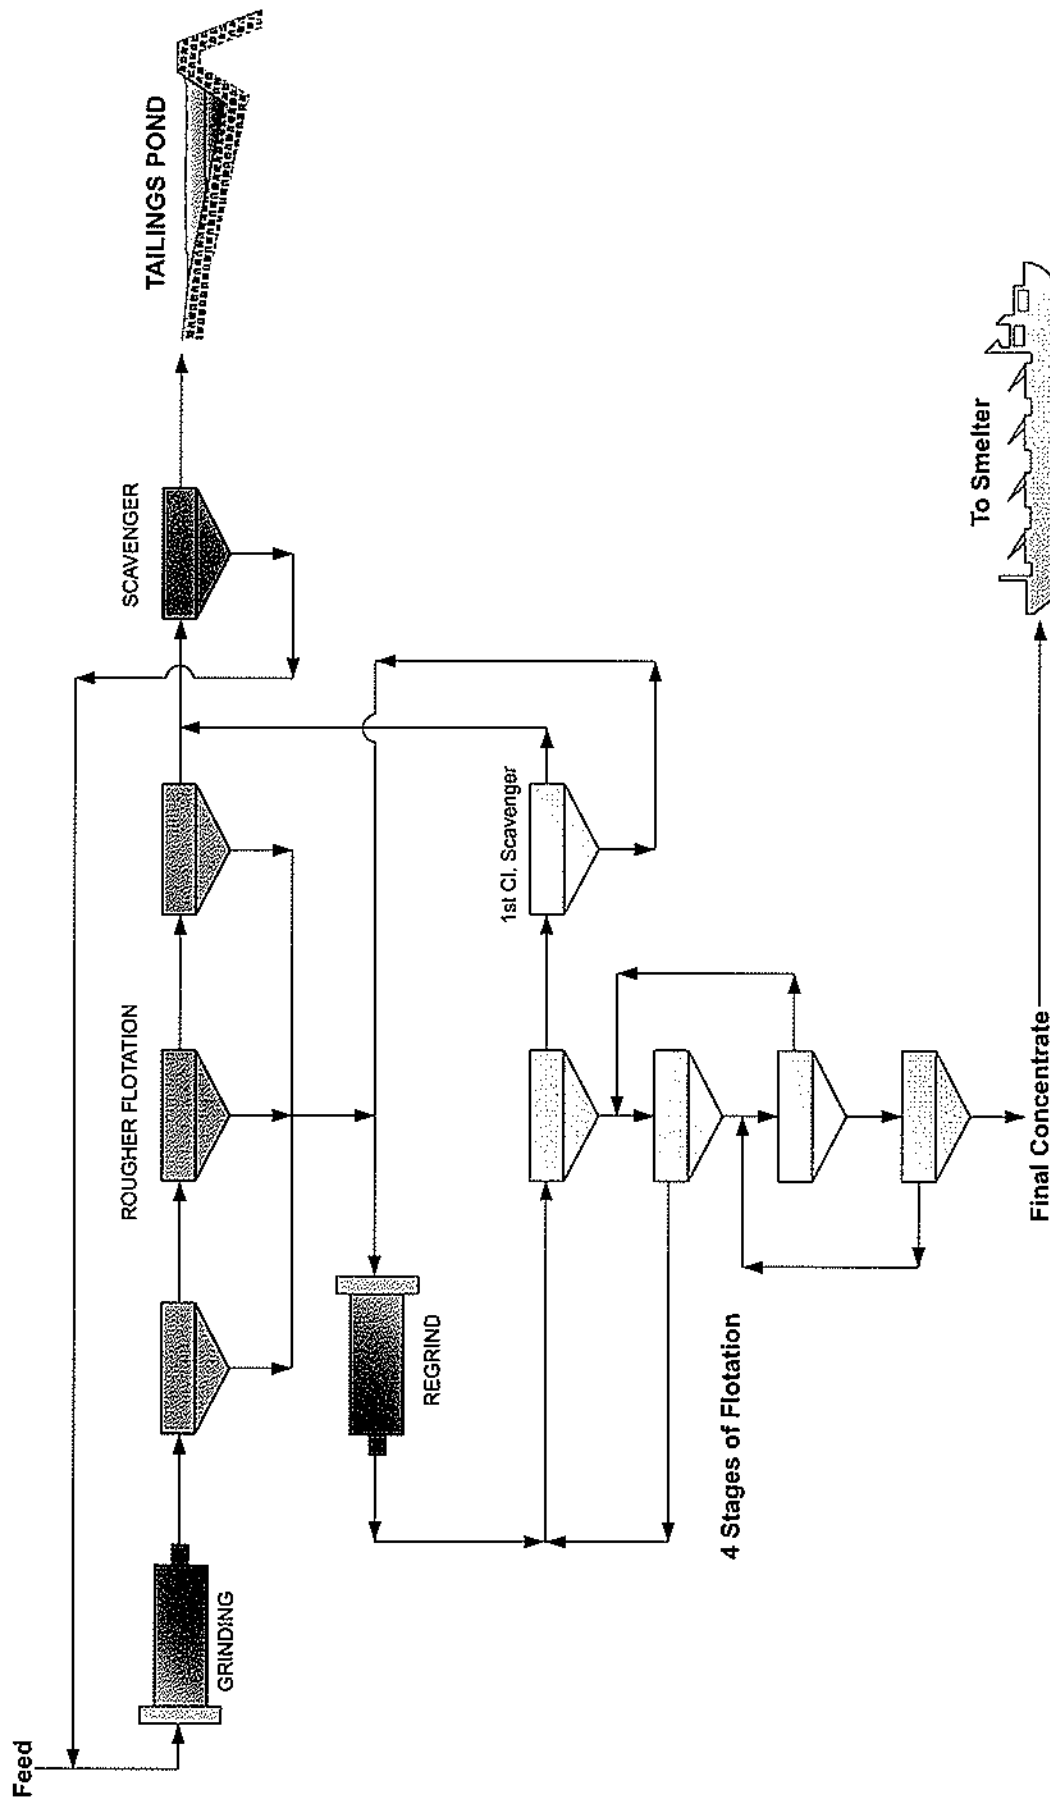 Feed
GRINDING
ROUGHER FLOTATION
SCAVENGER
TAILINGS POND
REGRIND
1st Cl. Scavenger
4 Stages of Flotation
Final Concentrate
To Smelter